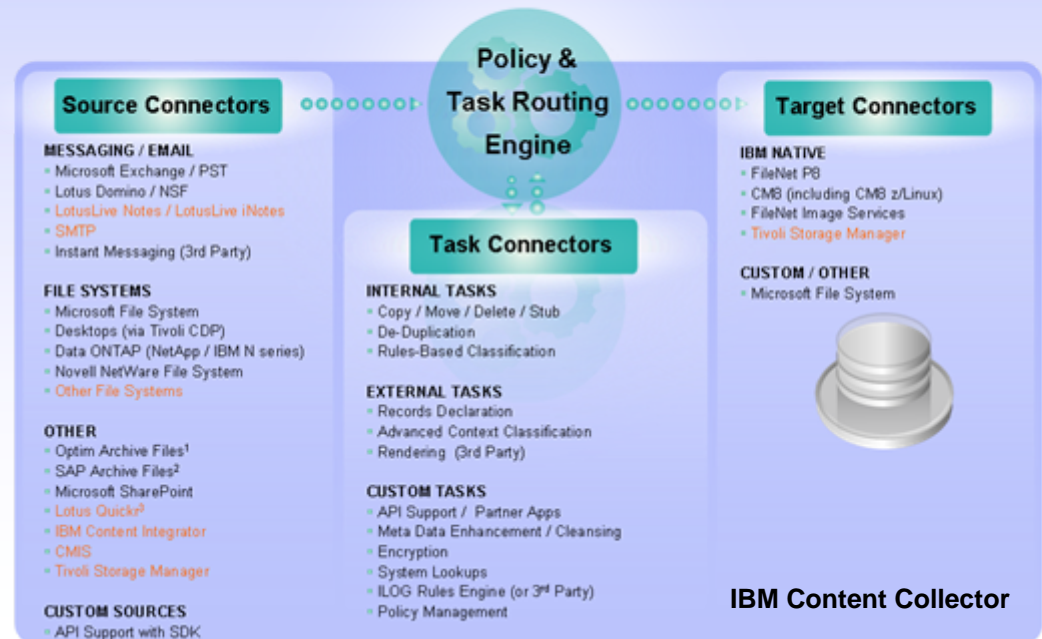 Policy &
Task Routing
Engine
Source Connectors
MESSAGING / EMAIL
Microsoft Exchange / PST
Lotus Domino / NSF
LotusLive Notes / LotusLive iNotes
SMTP
Instant Messaging (3rd Party)
FILE SYSTEMS
Microsoft File System
Desktops (via Tivoli CDP)
Data ONTAP (NetApp / IBM N series)
Novell NetWare File System
Other File Systems
OTHER
Optim Archive Files¹
SAP Archive Files²
Microsoft SharePoint
Lotus Quickr³
IBM Content Integrator
CMIS
Tivoli Storage Manager
CUSTOM SOURCES
API Support with SDK
Task Connectors
INTERNAL TASKS
Copy / Move / Delete / Stub
De-Duplication
Rules-Based Classification
EXTERNAL TASKS
Records Declaration
Advanced Context Classification
Rendering (3rd Party)
CUSTOM TASKS
API Support / Partner Apps
Meta Data Enhancement / Cleansing
Encryption
System Lookups
ILOG Rules Engine (or 3rd Party)
Policy Management
Target Connectors
IBM NATIVE
FileNet P8
CM8 (including CM8 z/Linux)
FileNet Image Services
Tivoli Storage Manager
CUSTOM / OTHER
Microsoft File System
IBM Content Collector